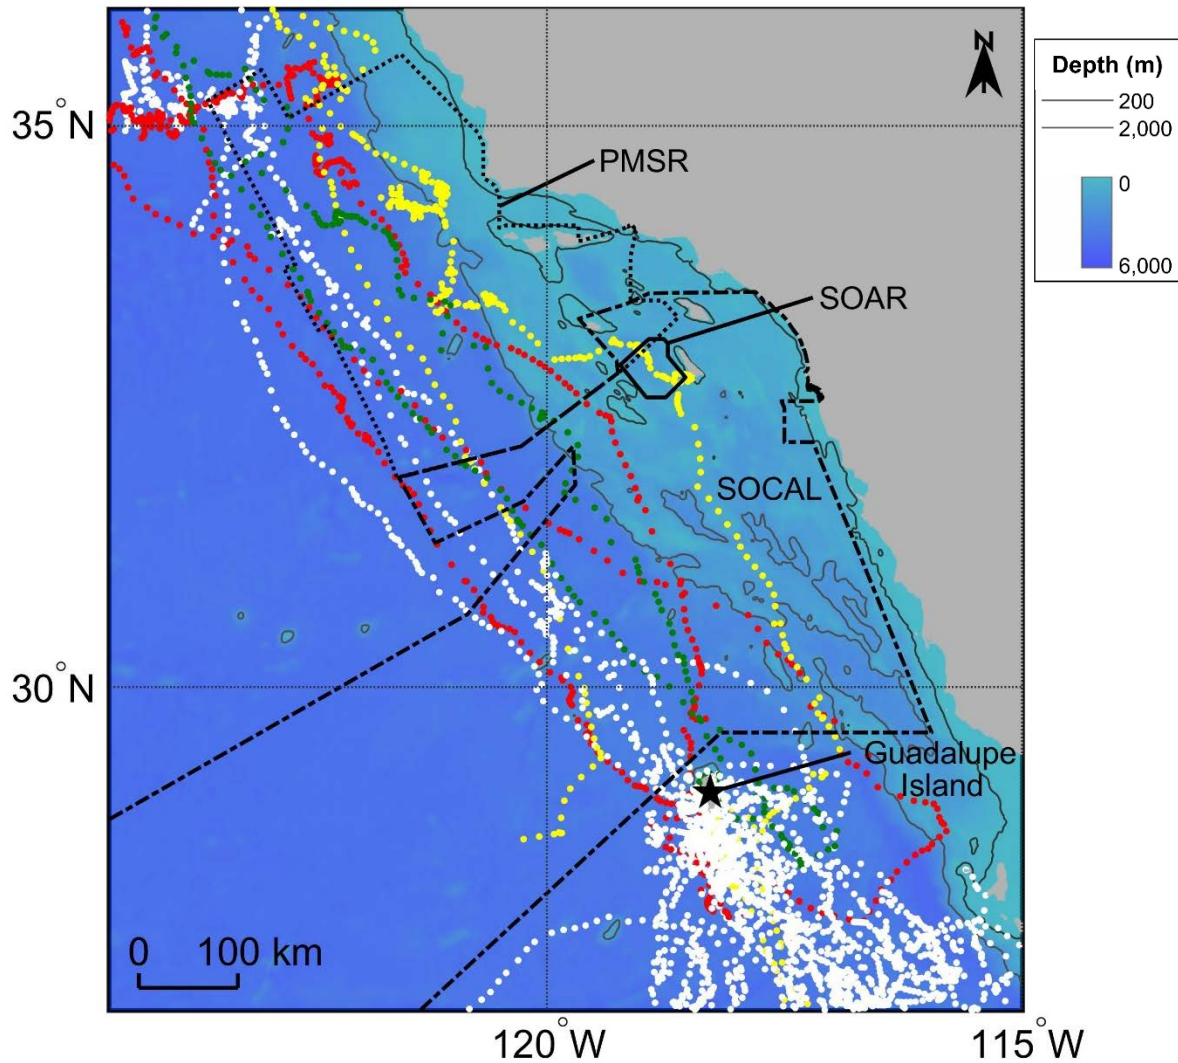 N
Depth (m)
200
2,000
0
6,000
35°N
PMSR
SOAR
SOCAL
30°N
Guadalupe
Island
0 100 km
120°W
115°W